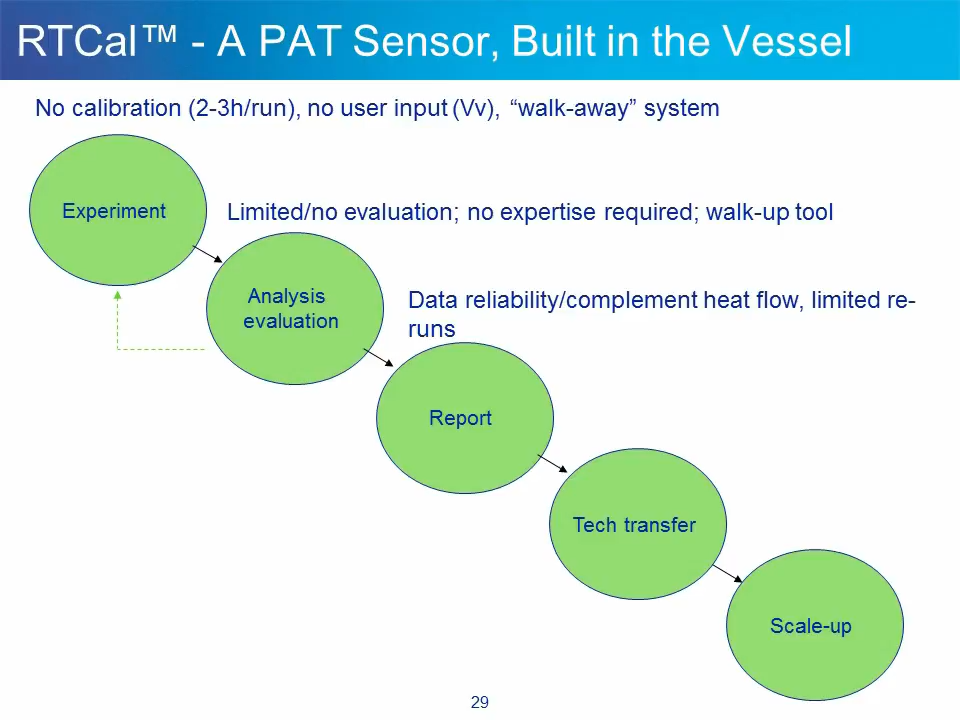 RTCal™ - A PAT Sensor, Built in the Vessel
No calibration (2-3h/run), no user input (Vv), “walk-away” system
Experiment
Limited/no evaluation; no expertise required; walk-up tool
Analysis
evaluation
Data reliability/complement heat flow, limited re-
runs
Report
Tech transfer
Scale-up
29